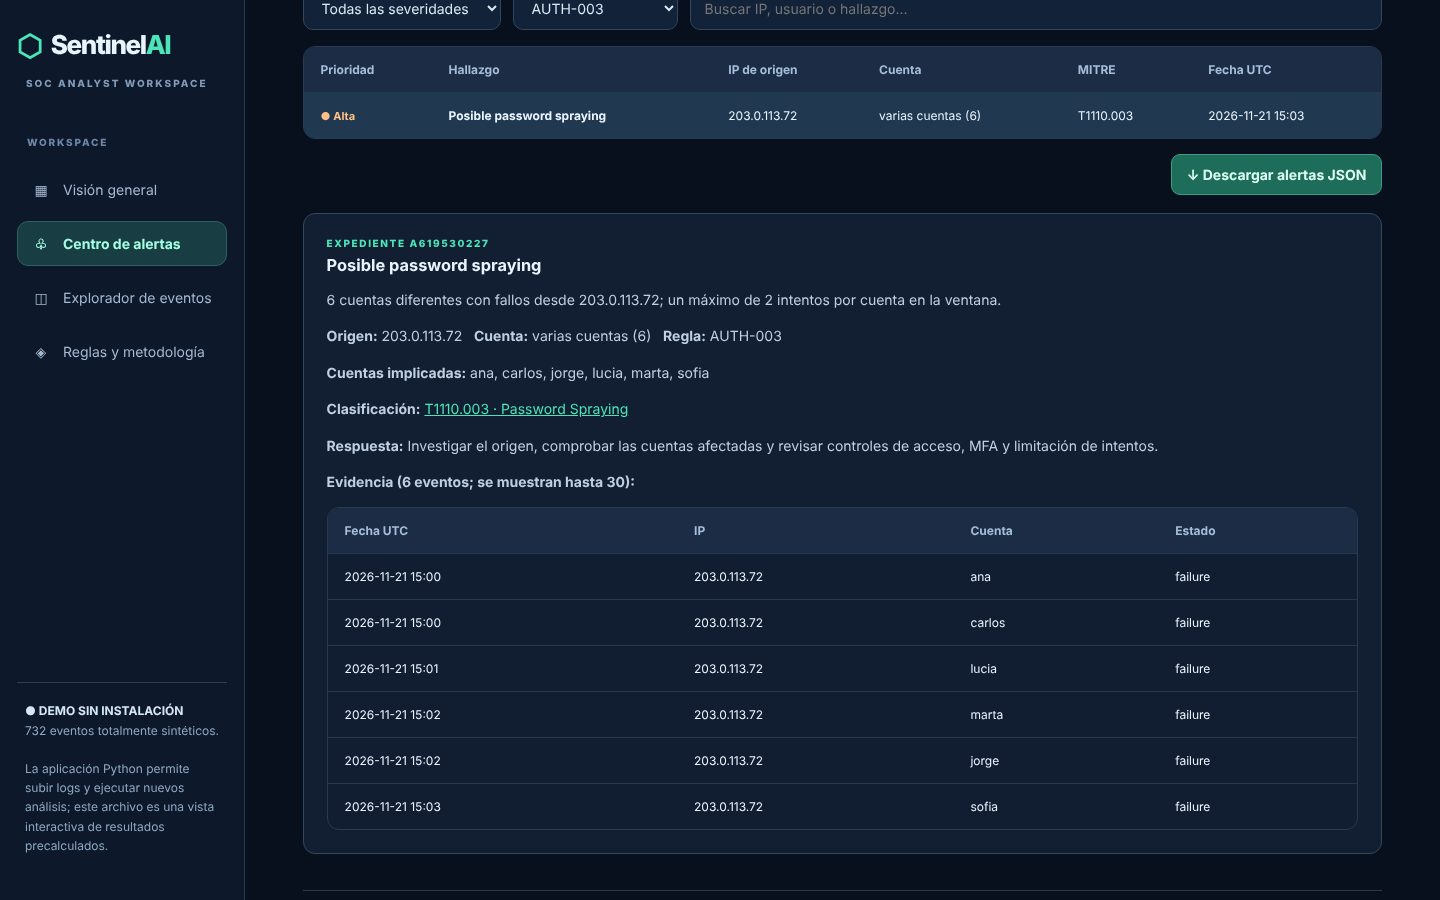 SentinelAI
SOC ANALYST WORKSPACE
WORKSPACE
Visión general
Centro de alertas
Explorador de eventos
Reglas y metodología
● DEMO SIN INSTALACIÓN
732 eventos totalmente sintéticos.
La aplicación Python permite
subir logs y ejecutar nuevos
análisis; este archivo es una vista
interactiva de resultados
precalculados.
Todas las severidades AUTH-003 Buscar IP, usuario o hallazgo...
Prioridad Hallazgo IP de origen Cuenta MITRE Fecha UTC
● Alta Posible password spraying 203.0.113.72 varias cuentas (6) T1110.003 2026-11-21 15:03
↓ Descargar alertas JSON
EXPEDIENTE A619530227
Posible password spraying
6 cuentas diferentes con fallos desde 203.0.113.72; un máximo de 2 intentos por cuenta en la ventana.
Origen: 203.0.113.72 Cuenta: varias cuentas (6) Regla: AUTH-003
Cuentas implicadas: ana, carlos, jorge, lucia, marta, sofia
Clasificación: T1110.003 · Password Spraying
Respuesta: Investigar el origen, comprobar las cuentas afectadas y revisar controles de acceso, MFA y limitación de intentos.
Evidencia (6 eventos; se muestran hasta 30):
Fecha UTC IP Cuenta Estado
2026-11-21 15:00 203.0.113.72 ana failure
2026-11-21 15:00 203.0.113.72 carlos failure
2026-11-21 15:01 203.0.113.72 lucia failure
2026-11-21 15:02 203.0.113.72 marta failure
2026-11-21 15:02 203.0.113.72 jorge failure
2026-11-21 15:03 203.0.113.72 sofia failure